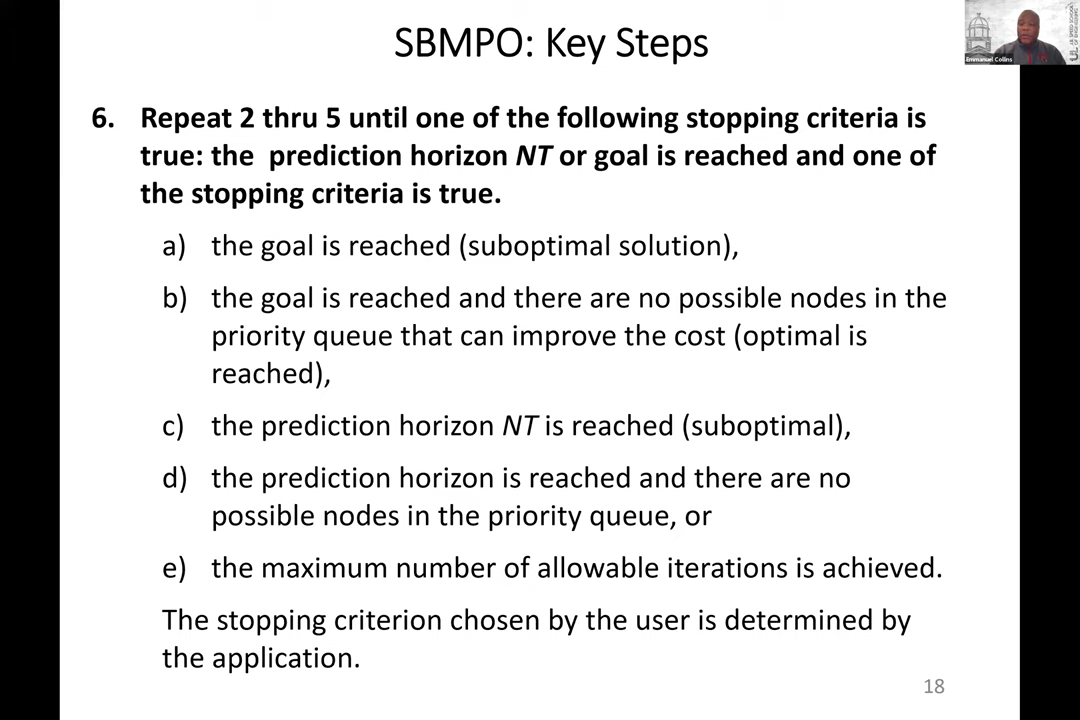 SBMPO: Key Steps
6. Repeat 2 thru 5 until one of the following stopping criteria is
true: the prediction horizon NT or goal is reached and one of
the stopping criteria is true.
a) the goal is reached (suboptimal solution),
b) the goal is reached and there are no possible nodes in the
priority queue that can improve the cost (optimal is
reached),
c) the prediction horizon NT is reached (suboptimal),
d) the prediction horizon is reached and there are no
possible nodes in the priority queue, or
e) the maximum number of allowable iterations is achieved.
The stopping criterion chosen by the user is determined by
the application.
18
Emmanuel Collins
J.B. SPEED SCHOOL
OF ENGINEERING